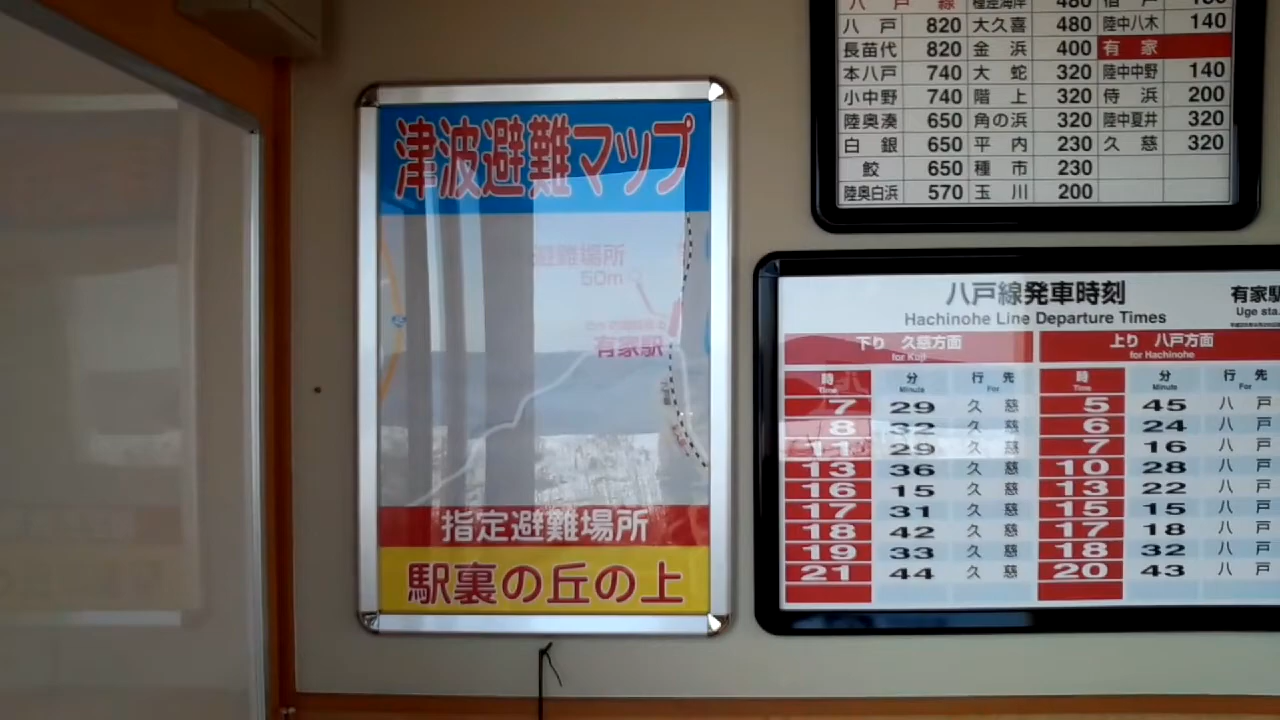 津波避難マップ
避難場所
50m
有家駅
指定避難場所
駅裏の丘の上
八戸 820 大久喜 480 陸中八木 140
長苗代 820 金浜 400 有家
本八戸 740 大蛇 320 陸中中野 140
小中野 740 階上 320 侍浜 200
陸奥湊 650 角の浜 320 陸中夏井 320
白銀 650 平内 230 久慈 320
鮫 650 種市 230
陸奥白浜 570 玉川 200
八戸線発車時刻 有家駅
Hachinohe Line Departure Times Uge sta.
下り 久慈方面 上り 八戸方面
for Kuji for Hachinohe
時 分 行先 時 分 行先
Time Minute For Time Minute For
7 29 久慈 5 45 八戸
8 32 久慈 6 24 八戸
11 29 久慈 7 16 八戸
13 36 久慈 10 28 八戸
16 15 久慈 13 22 八戸
17 31 久慈 15 15 八戸
18 42 久慈 17 18 八戸
19 33 久慈 18 32 八戸
21 44 久慈 20 43 八戸